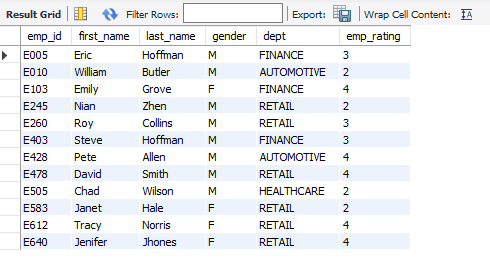 Result Grid Filter Rows: Export: Wrap Cell Content:
emp_id first_name last_name gender dept emp_rating
E005 Eric Hoffman M FINANCE 3
E010 William Butler M AUTOMOTIVE 2
E103 Emily Grove F FINANCE 4
E245 Nian Zhen M RETAIL 2
E260 Roy Collins M RETAIL 3
E403 Steve Hoffman M FINANCE 3
E428 Pete Allen M AUTOMOTIVE 4
E478 David Smith M RETAIL 4
E505 Chad Wilson M HEALTHCARE 2
E583 Janet Hale F RETAIL 2
E612 Tracy Norris F RETAIL 4
E640 Jenifer Jhones F RETAIL 4